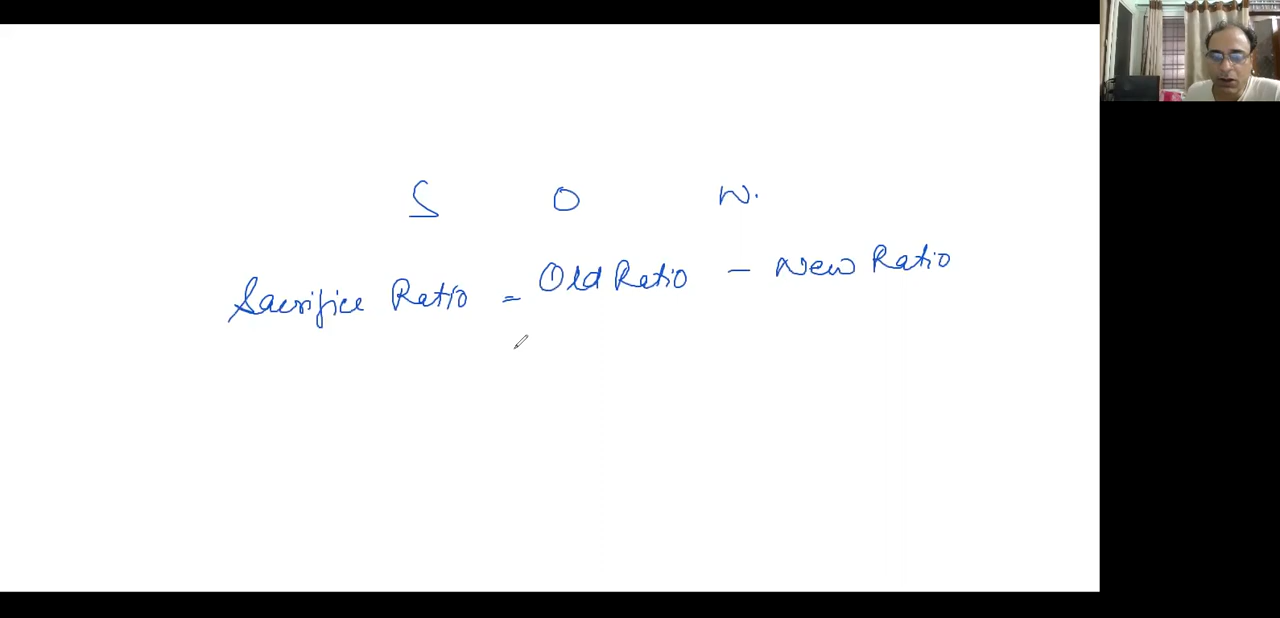 S O N.
Sacrifice Ratio = Old Ratio - New Ratio